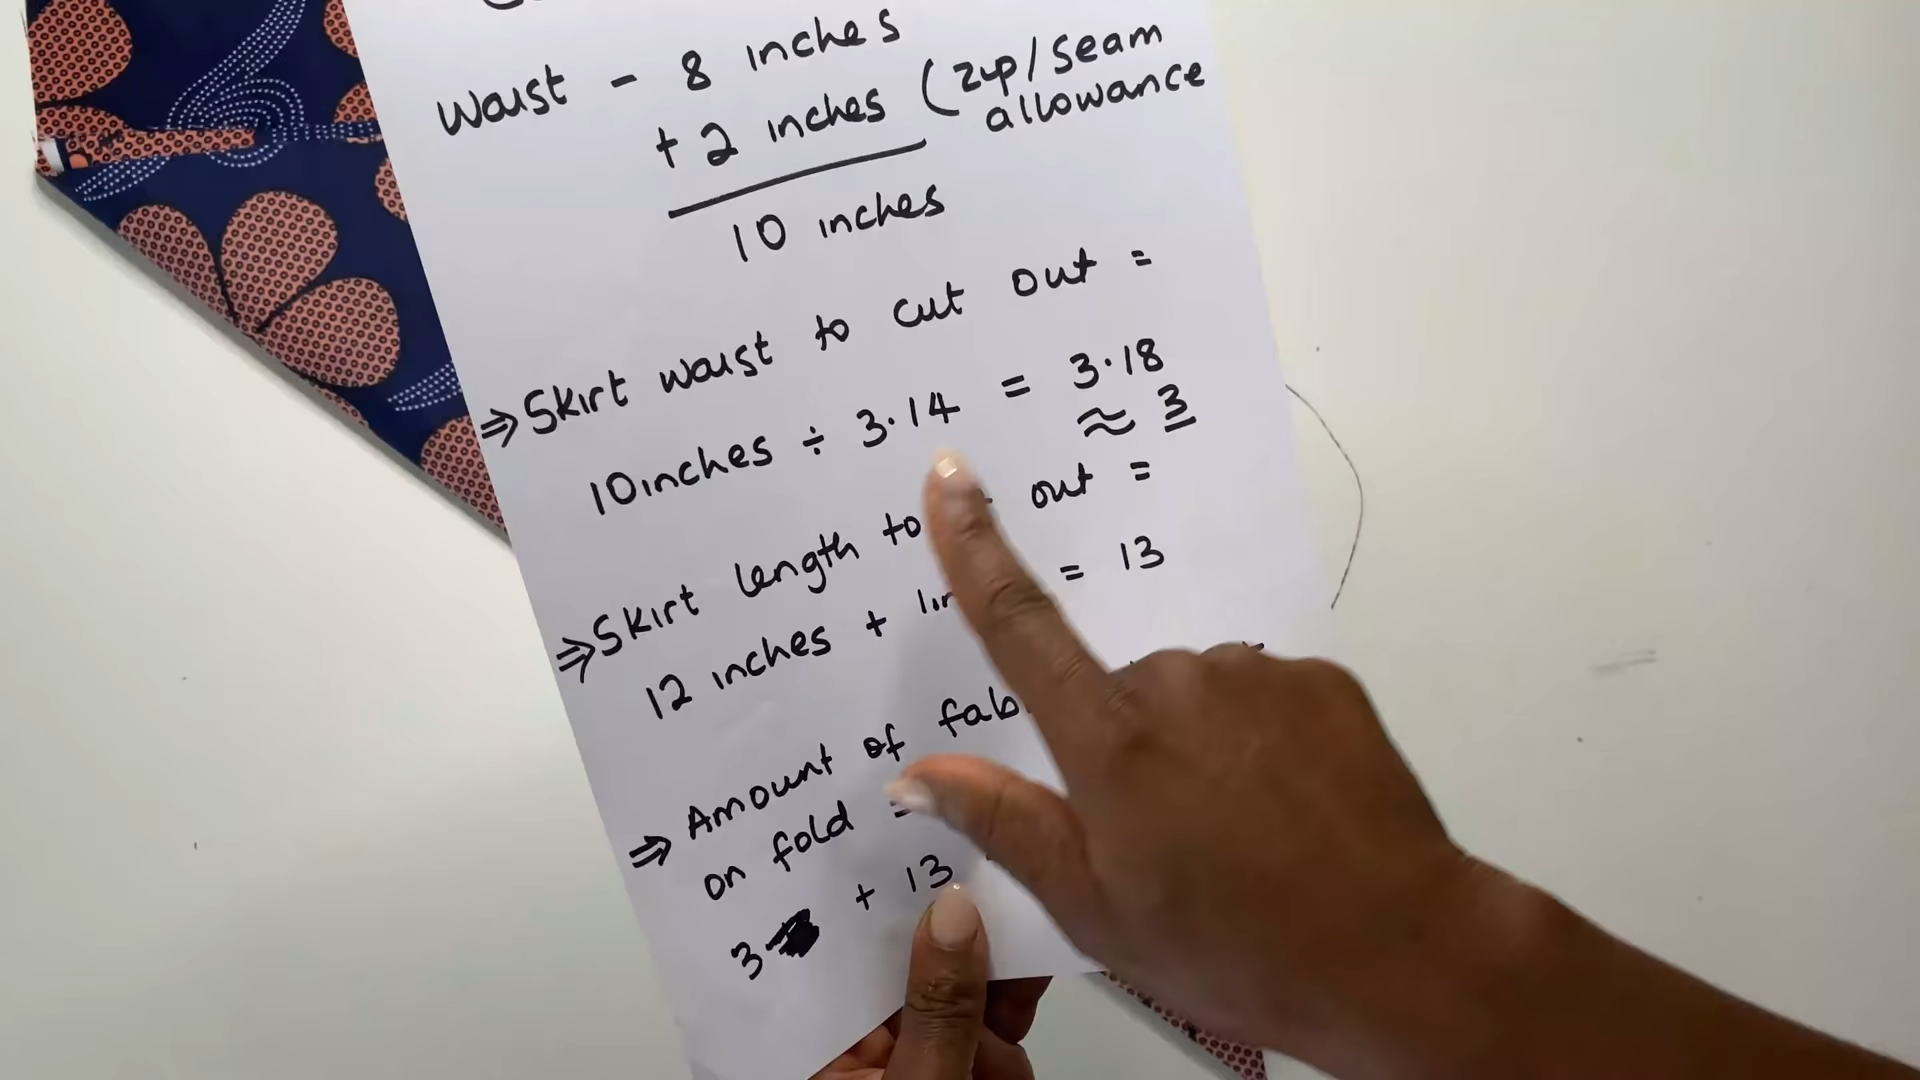 Waist - 8 inches
+ 2 inches (zip/seam allowance
10 inches
⇒ Skirt waist to cut out =
10inches ÷ 3.14 = 3.18
≈ 3
⇒ Skirt length to out =
12 inches + = 13
⇒ Amount of
on fold =
3 + 13